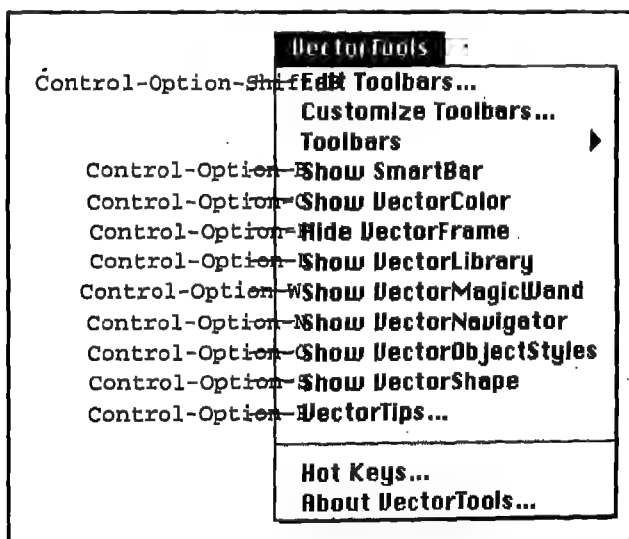 VectorTools
Control-Option-Shift Edit Toolbars...
Customize Toolbars...
Toolbars
Control-Option- Show SmartBar
Control-Option- Show VectorColor
Control-Option- Hide VectorFrame
Control-Option- Show VectorLibrary
Control-Option-W Show VectorMagicWand
Control-Option-N Show VectorNavigator
Control-Option- Show VectorObjectStyles
Control-Option- Show VectorShape
Control-Option- VectorTips...
Hot Keys...
About VectorTools...